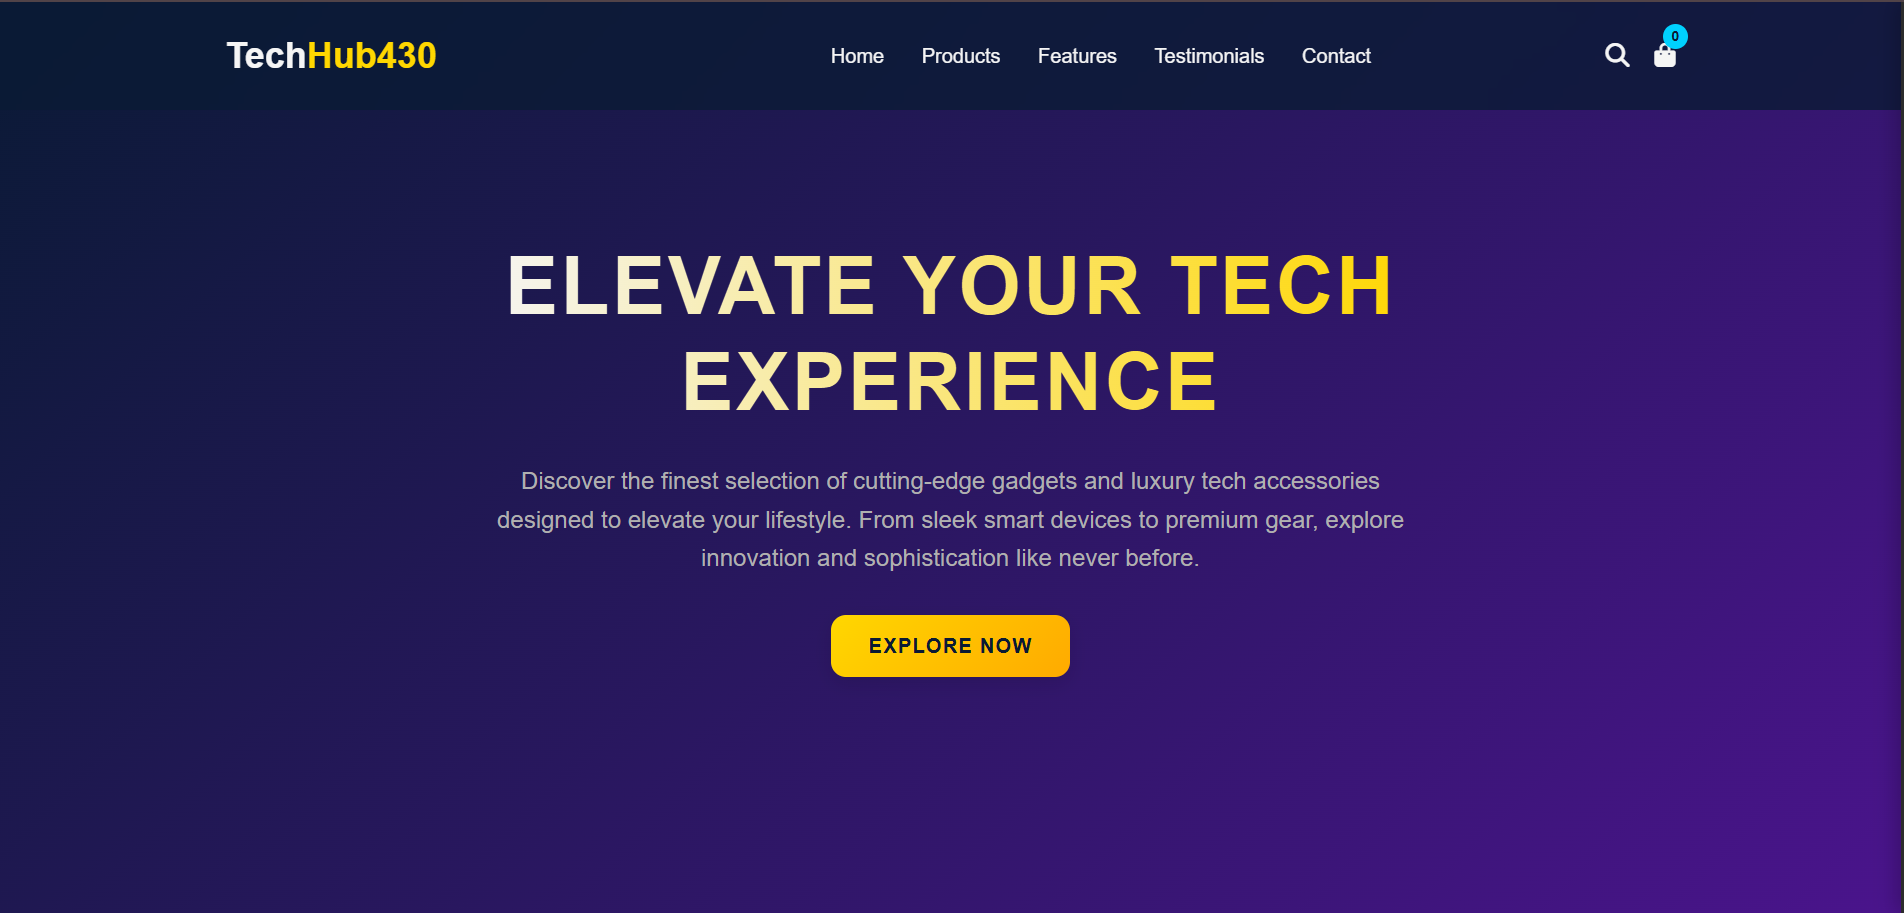 TechHub430
Home Products Features Testimonials Contact
0
ELEVATE YOUR TECH
EXPERIENCE
Discover the finest selection of cutting-edge gadgets and luxury tech accessories
designed to elevate your lifestyle. From sleek smart devices to premium gear, explore
innovation and sophistication like never before.
EXPLORE NOW